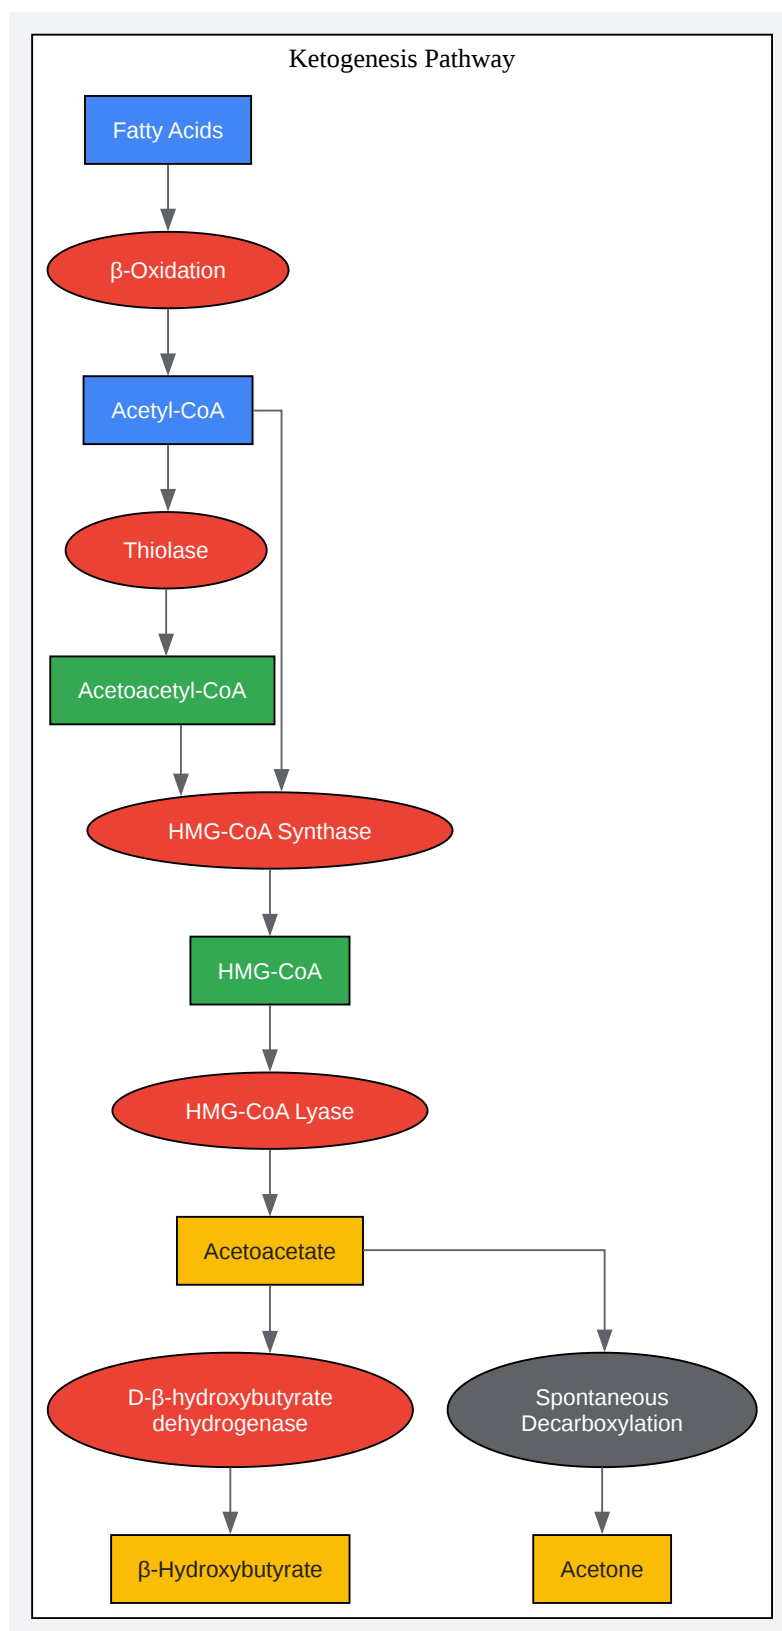 Ketogenesis Pathway
Fatty Acids
β-Oxidation
Acetyl-CoA
Thiolase
Acetoacetyl-CoA
HMG-CoA Synthase
HMG-CoA
HMG-CoA Lyase
Acetoacetate
D-β-hydroxybutyrate
dehydrogenase
Spontaneous
Decarboxylation
β-Hydroxybutyrate
Acetone